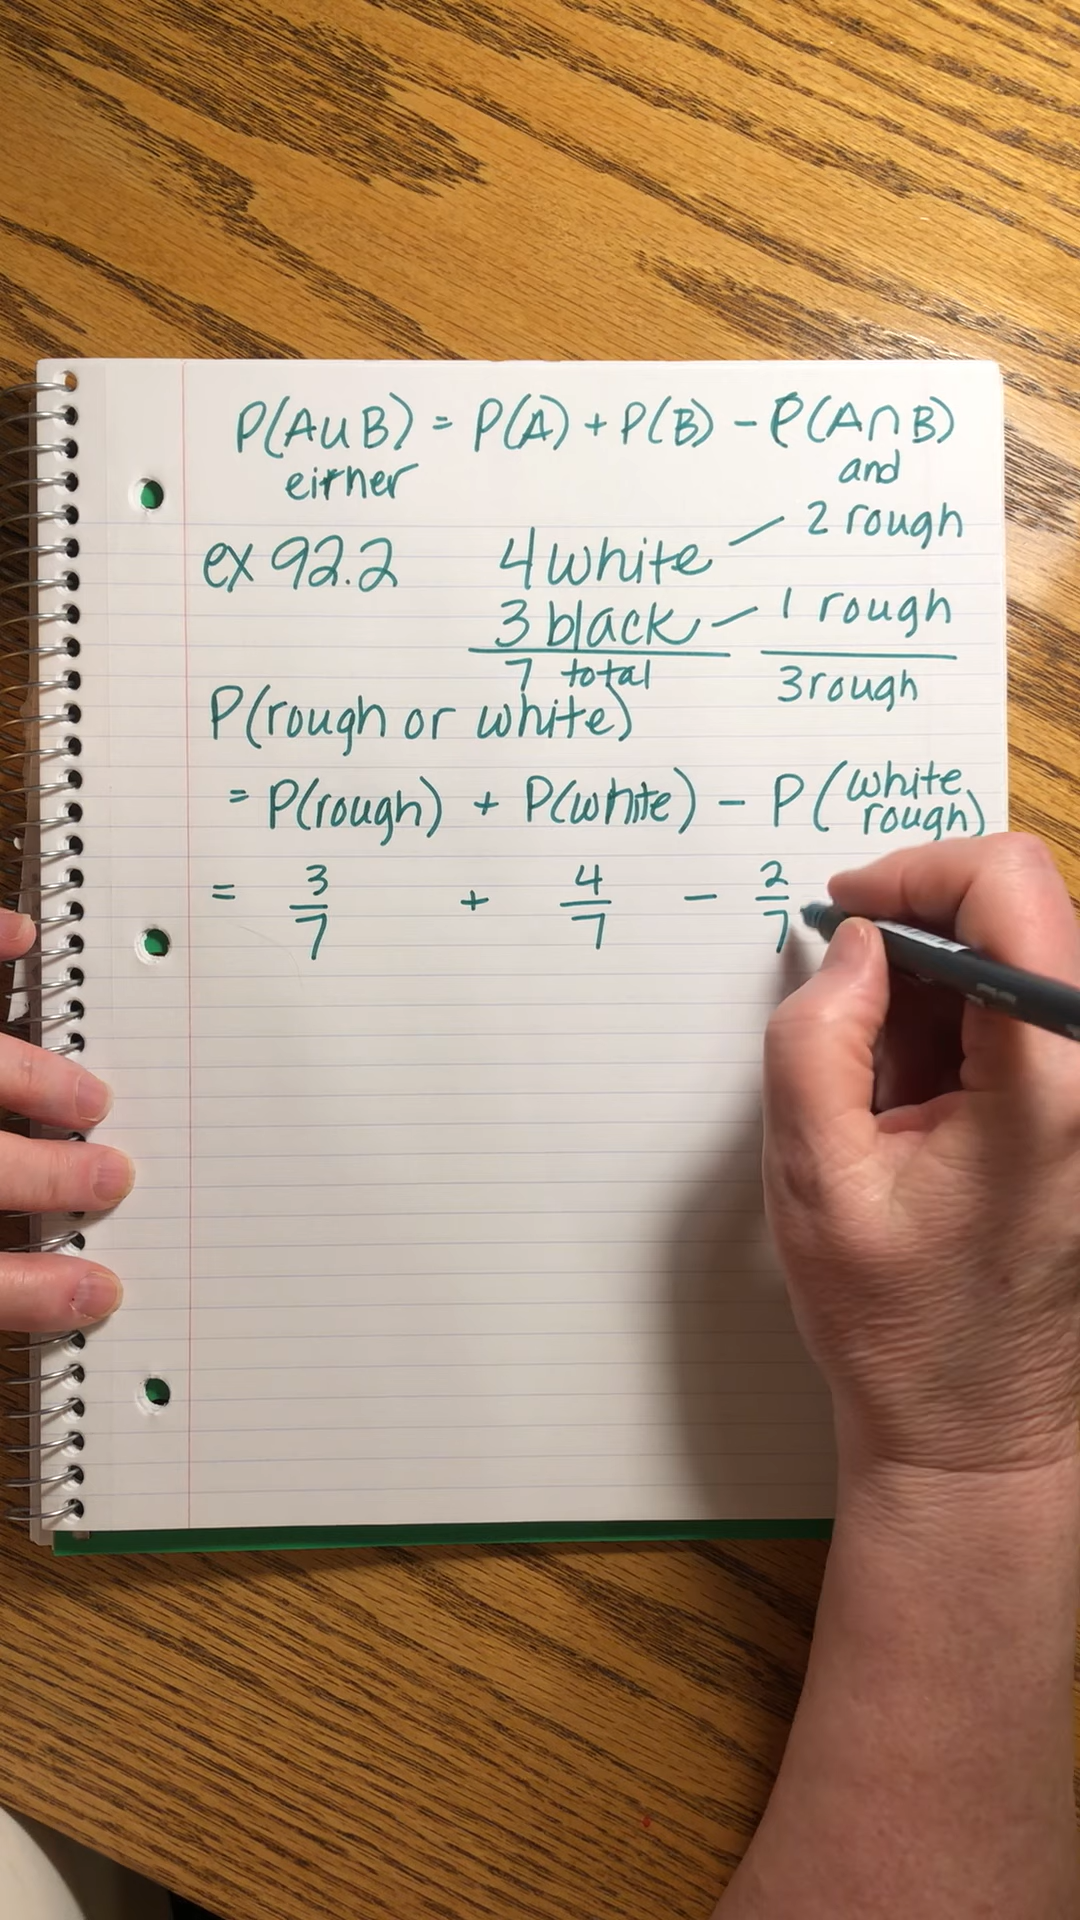 P(A∪B) = P(A) + P(B) - P(A∩B)
either and
ex 92.2 4 white - 2 rough
3 black - 1 rough
7 total 3 rough
P(rough or white)
= P(rough) + P(white) - P(white rough)
= 3/7 + 4/7 - 2/7